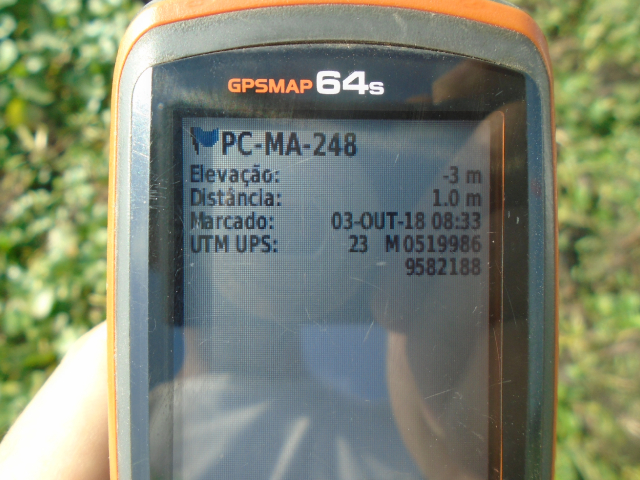 GPSMAP 64s
PC-MA-248
Elevação: -3 m
Distância: 1.0 m
Marcado: 03-OUT-18 08:33
UTM UPS: 23 M 0519986
9582188